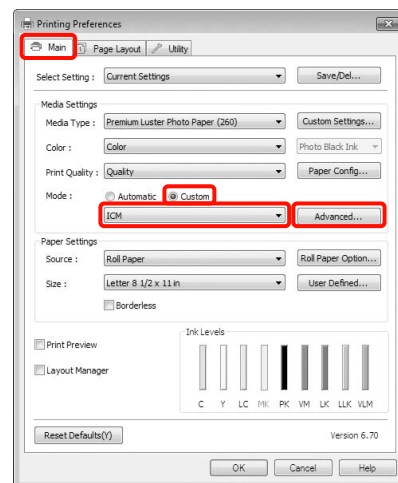 Printing Preferences
Main Page Layout Utility
Select Setting : Current Settings Save/Del...
Media Settings
Media Type : Premium Luster Photo Paper (260) Custom Settings...
Color : Color Photo Black Ink
Print Quality : Quality Paper Config...
Mode : Automatic Custom
ICM Advanced...
Paper Settings
Source : Roll Paper Roll Paper Option...
Size : Letter 8 1/2 x 11 in User Defined...
Borderless
Ink Levels
Print Preview
Layout Manager
C Y LC MK PK VM LK LLK VLM
Reset Defaults(Y) Version 6.70
OK Cancel Help